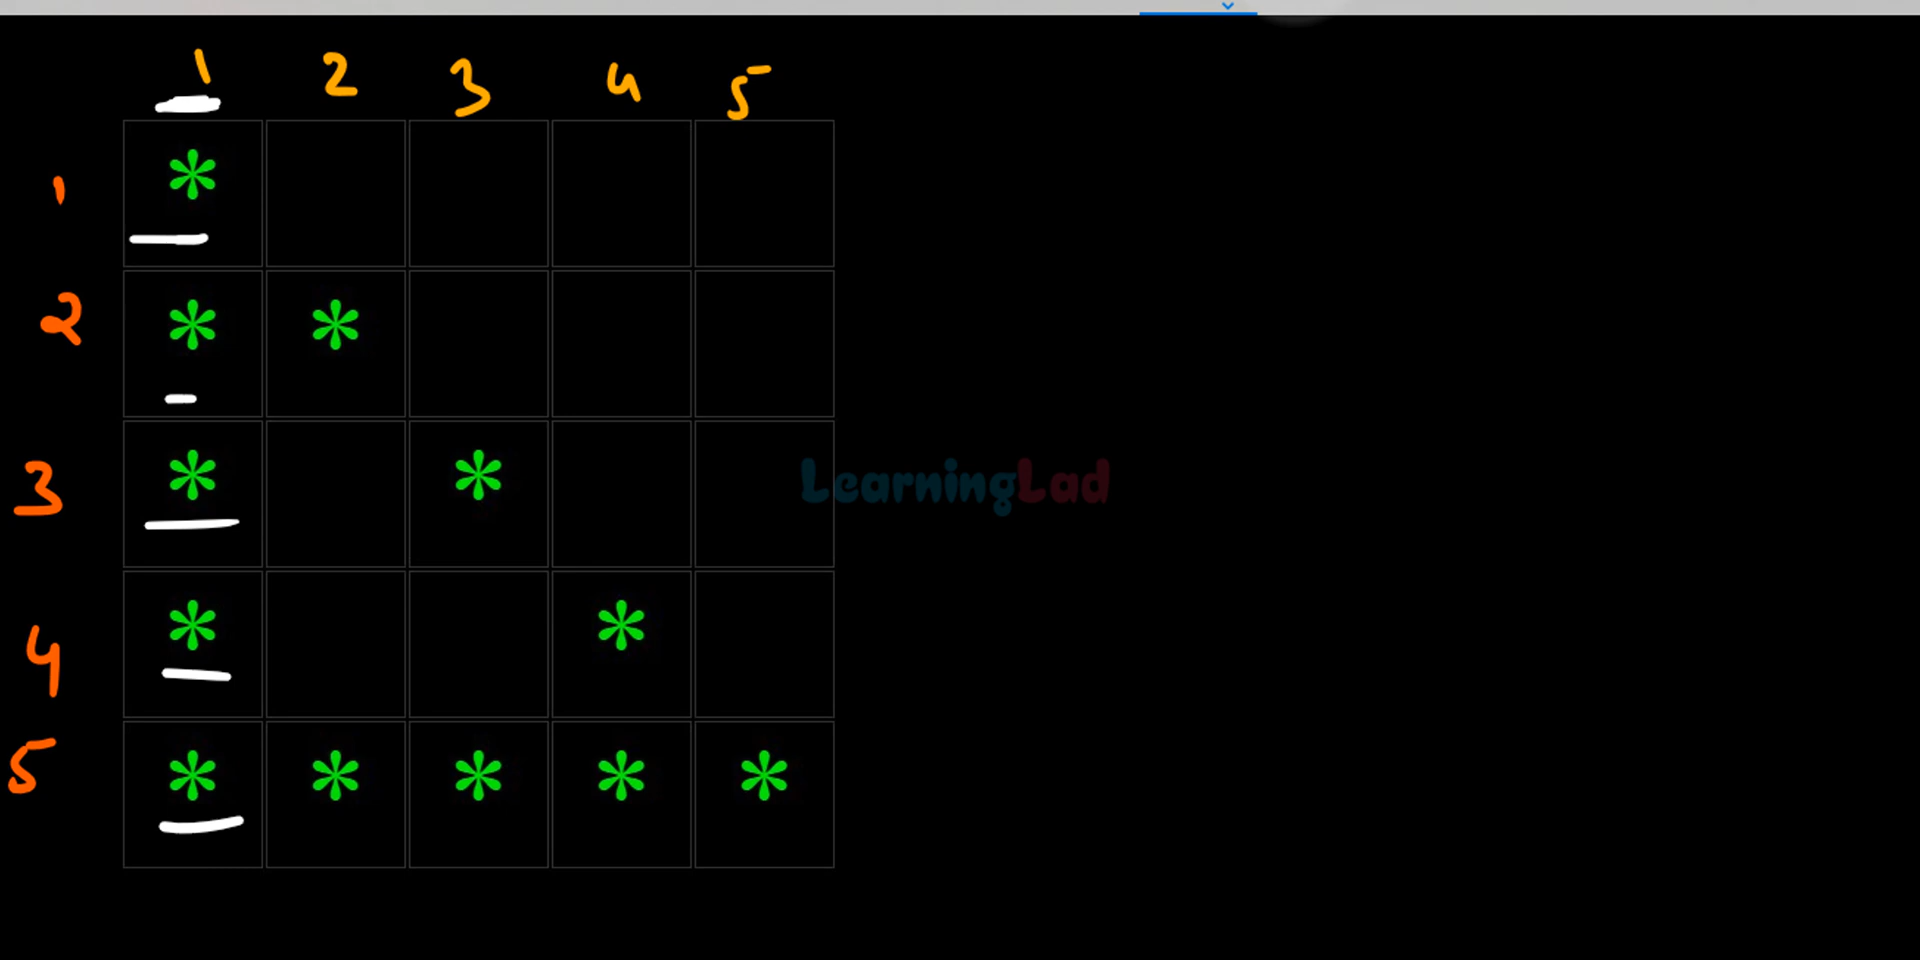 1 2 3 4 5
1 *
2 * *
3 * *
LearningLad
4 * *
5 * * * * *